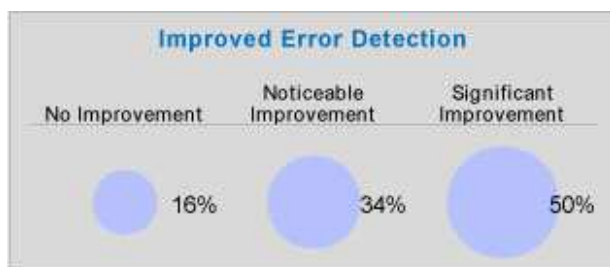 Improved Error Detection
No Improvement
Noticeable
Improvement
Significant
Improvement
16%
34%
50%